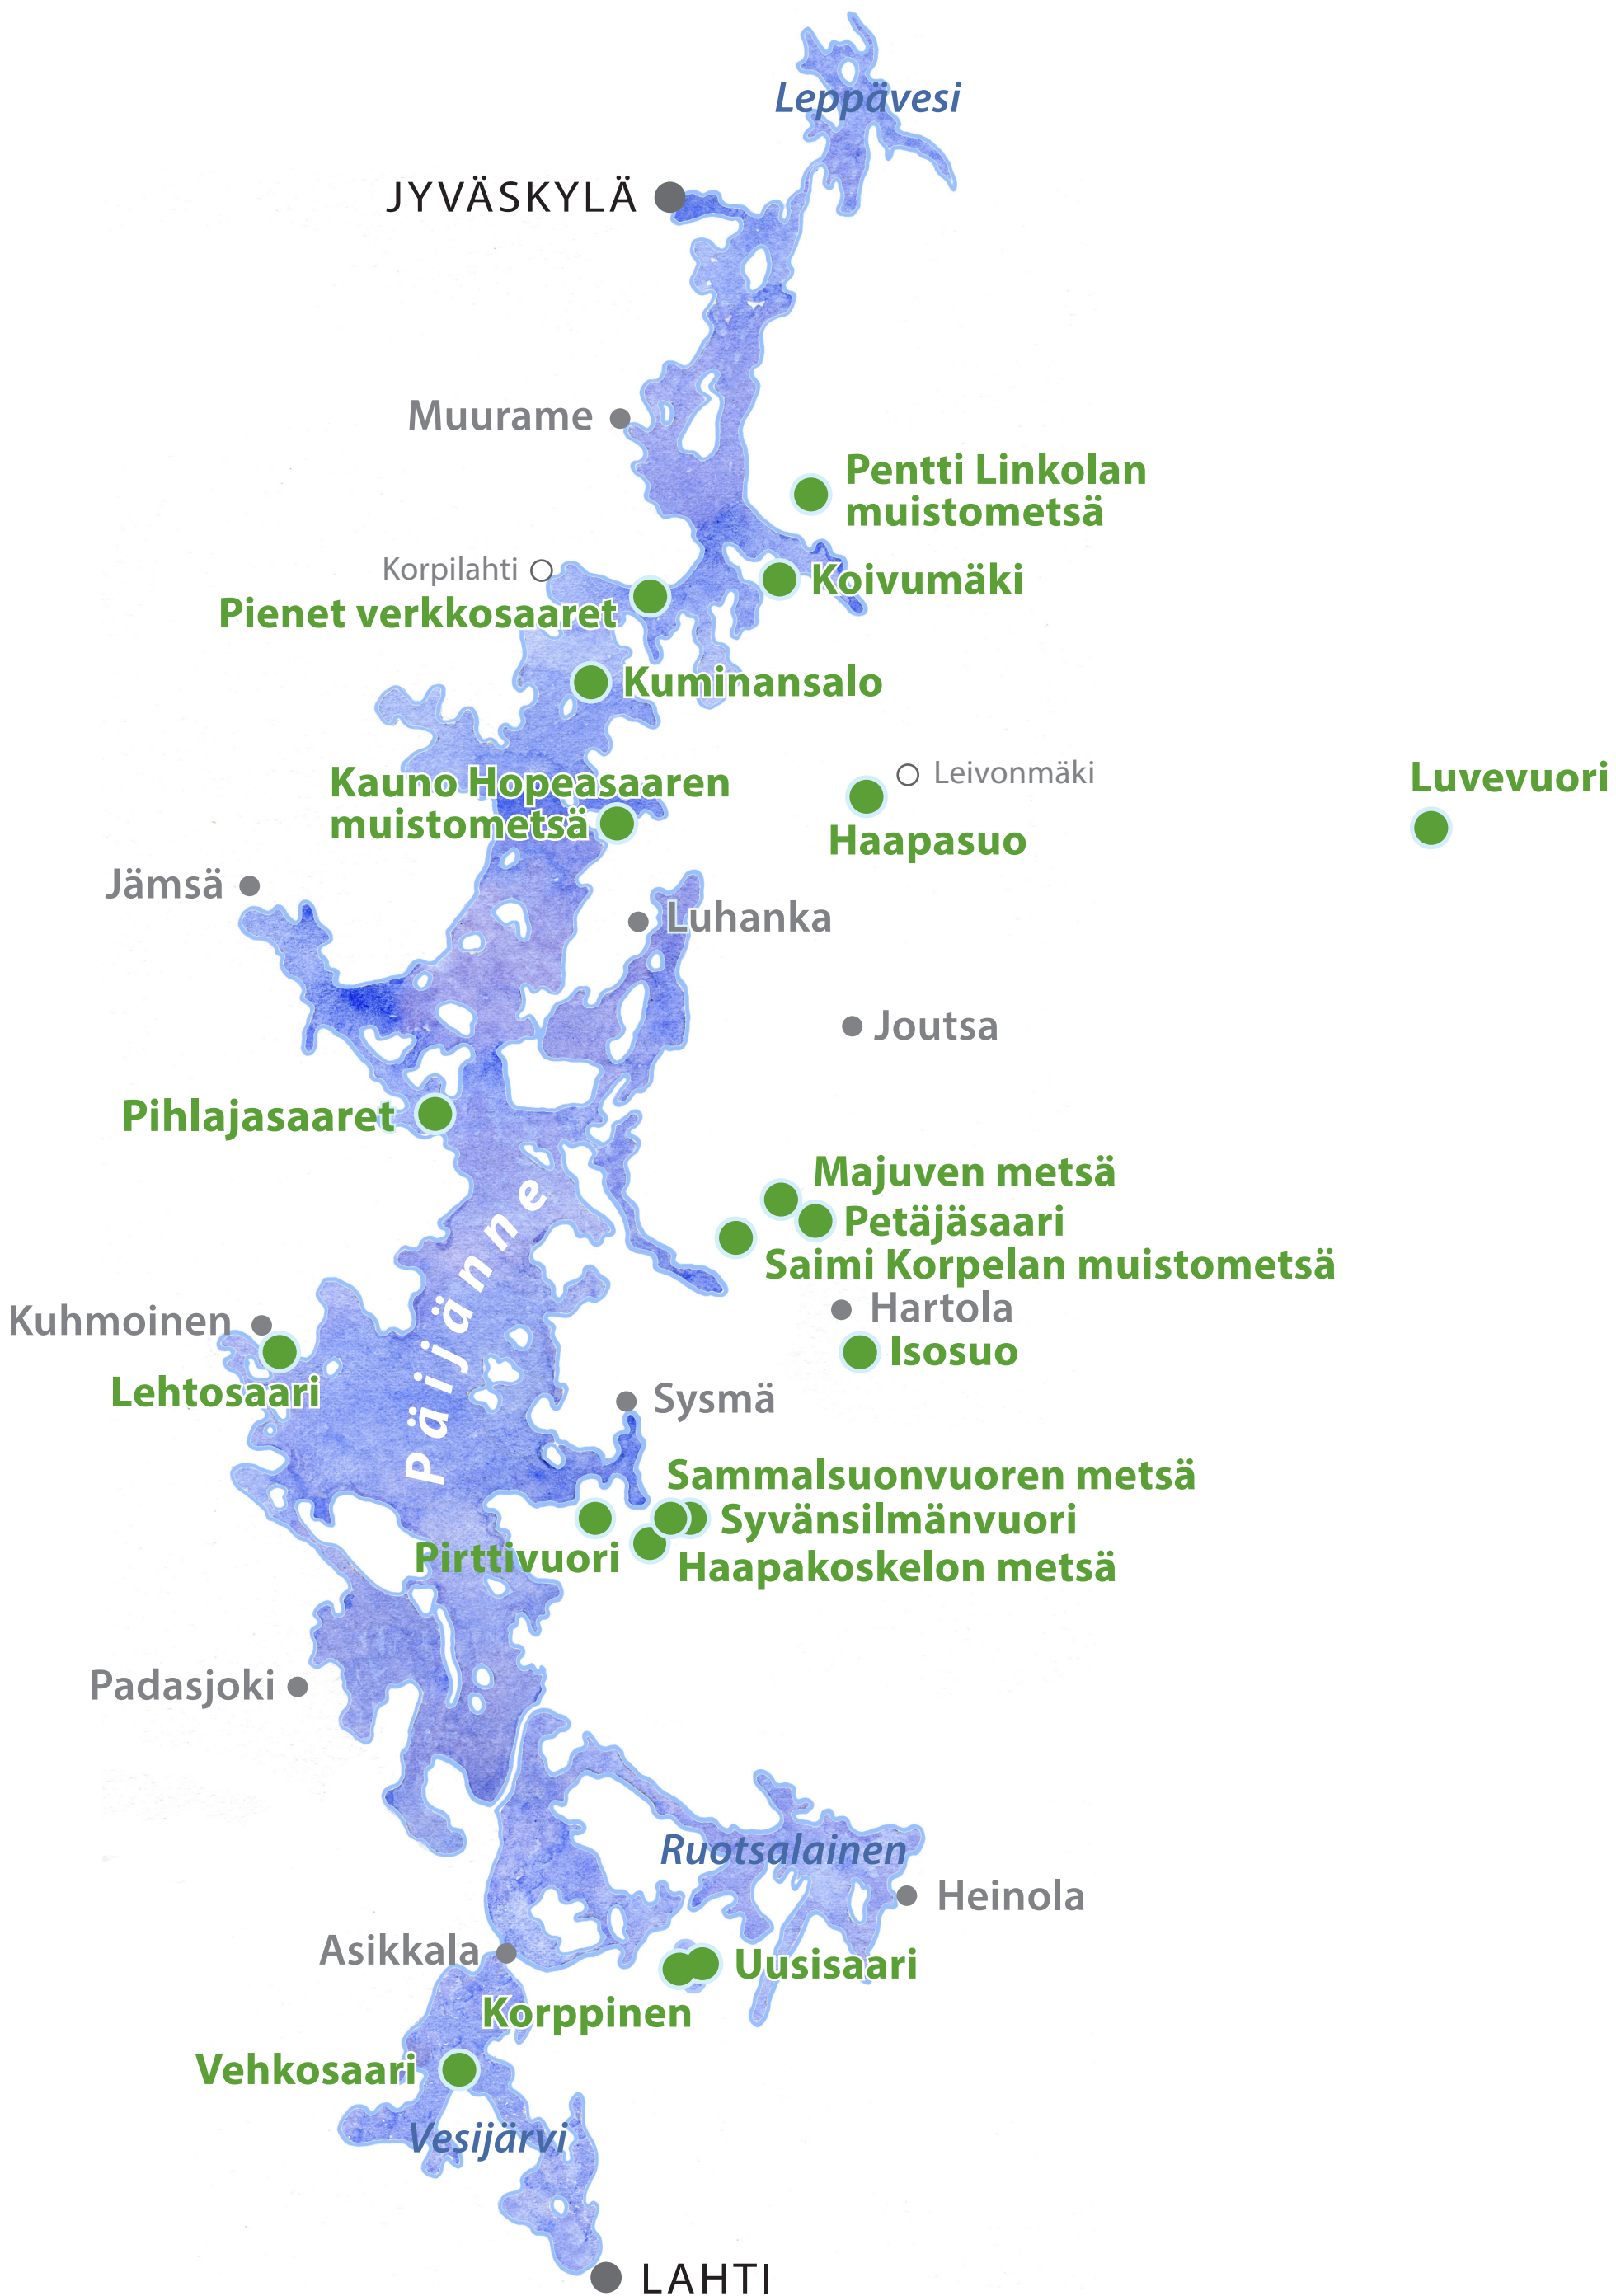 Leppävesi
JYVÄSKYLÄ
Muurame
Pentti Linkolan
muistometsä
Korpilahti
Koivumäki
Pienet verkkosaaret
Kuminansalo
Leivonmäki
Luvevuori
Kauno Hopeasaaren
muistometsä
Haapasuo
Jämsä
Luhanka
Joutsa
Pihlajasaaret
Majuven metsä
Petäjäsaari
Saimi Korpelan muistometsä
Päijänne
Hartola
Kuhmoinen
Isosuo
Lehtosaari
Sysmä
Sammalsuonvuoren metsä
Syvänsilmänvuori
Pirttivuori
Haapakoskelon metsä
Padasjoki
Ruotsalainen
Heinola
Asikkala
Uusisaari
Korppinen
Vehkosaari
Vesijärvi
LAHTI